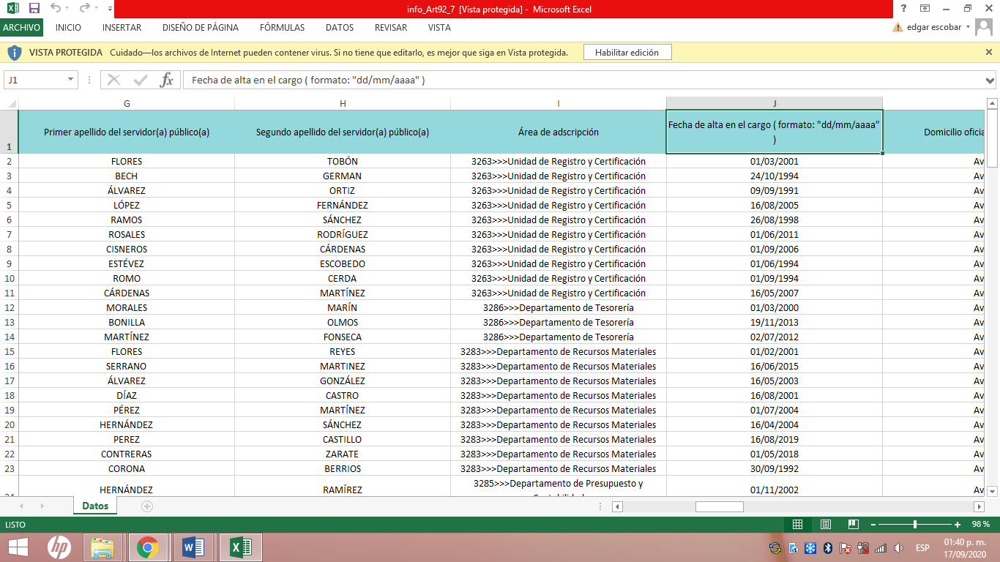 info_Art92_7 [Vista protegida] - Microsoft Excel
ARCHIVO INICIO INSERTAR DISEÑO DE PÁGINA FÓRMULAS DATOS REVISAR VISTA edgar escobar
VISTA PROTEGIDA Cuidado—los archivos de Internet pueden contener virus. Si no tiene que editarlo, es mejor que siga en Vista protegida. Habilitar edición
J1 fx Fecha de alta en el cargo ( formato: "dd/mm/aaaa" )
G H I J
1 Primer apellido del servidor(a) público(a) Segundo apellido del servidor(a) público(a) Área de adscripción Fecha de alta en el cargo ( formato: "dd/mm/aaaa" ) Domicilio oficia
2 FLORES TOBÓN 3263>>>Unidad de Registro y Certificación 01/03/2001 Av
3 BECH GERMAN 3263>>>Unidad de Registro y Certificación 24/10/1994 Av
4 ÁLVAREZ ORTIZ 3263>>>Unidad de Registro y Certificación 09/09/1991 Av
5 LÓPEZ FERNÁNDEZ 3263>>>Unidad de Registro y Certificación 16/08/2005 Av
6 RAMOS SÁNCHEZ 3263>>>Unidad de Registro y Certificación 26/08/1998 Av
7 ROSALES RODRÍGUEZ 3263>>>Unidad de Registro y Certificación 01/06/2011 Av
8 CISNEROS CÁRDENAS 3263>>>Unidad de Registro y Certificación 01/09/2006 Av
9 ESTÉVEZ ESCOBEDO 3263>>>Unidad de Registro y Certificación 01/06/1994 Av
10 ROMO CERDA 3263>>>Unidad de Registro y Certificación 01/09/1994 Av
11 CÁRDENAS MARTÍNEZ 3263>>>Unidad de Registro y Certificación 16/05/2007 Av
12 MORALES MARÍN 3286>>>Departamento de Tesorería 01/03/2000 Av
13 BONILLA OLMOS 3286>>>Departamento de Tesorería 19/11/2013 Av
14 MARTÍNEZ FONSECA 3286>>>Departamento de Tesorería 02/07/2012 Av
15 FLORES REYES 3283>>>Departamento de Recursos Materiales 01/02/2001 Av
16 SERRANO MARTINEZ 3283>>>Departamento de Recursos Materiales 16/06/2015 Av
17 ÁLVAREZ GONZÁLEZ 3283>>>Departamento de Recursos Materiales 16/05/2003 Av
18 DÍAZ CASTRO 3283>>>Departamento de Recursos Materiales 16/08/2001 Av
19 PÉREZ MARTÍNEZ 3283>>>Departamento de Recursos Materiales 01/07/2004 Av
20 HERNÁNDEZ SÁNCHEZ 3283>>>Departamento de Recursos Materiales 16/04/2004 Av
21 PEREZ CASTILLO 3283>>>Departamento de Recursos Materiales 16/08/2019 Av
22 CONTRERAS ZARATE 3283>>>Departamento de Recursos Materiales 01/05/2018 Av
23 CORONA BERRIOS 3283>>>Departamento de Recursos Materiales 30/09/1992 Av
HERNÁNDEZ RAMÍREZ 3285>>>Departamento de Presupuesto y 01/11/2002 Av
Datos
LISTO 98 %
ESP 01:40 p. m.
17/09/2020